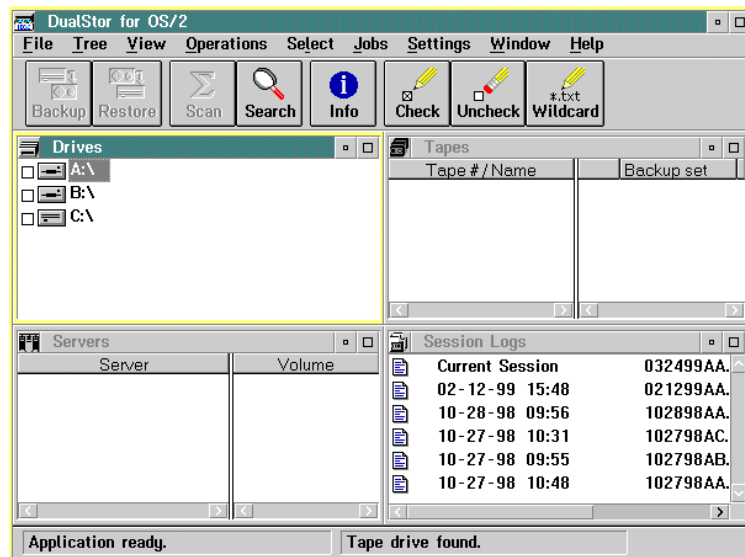 DualStor for OS/2
File Tree View Operations Select Jobs Settings Window Help
*.txt
Backup Restore Scan Search Info Check Uncheck Wildcard
Drives
A:\
B:\
C:\
Tapes
Tape #/Name Backup set
Servers
Server Volume
Session Logs
Current Session 032499AA.
02-12-99 15:48 021299AA.
10-28-98 09:56 102898AA.
10-27-98 10:31 102798AC.
10-27-98 09:55 102798AB.
10-27-98 10:48 102798AA.
Application ready. Tape drive found.